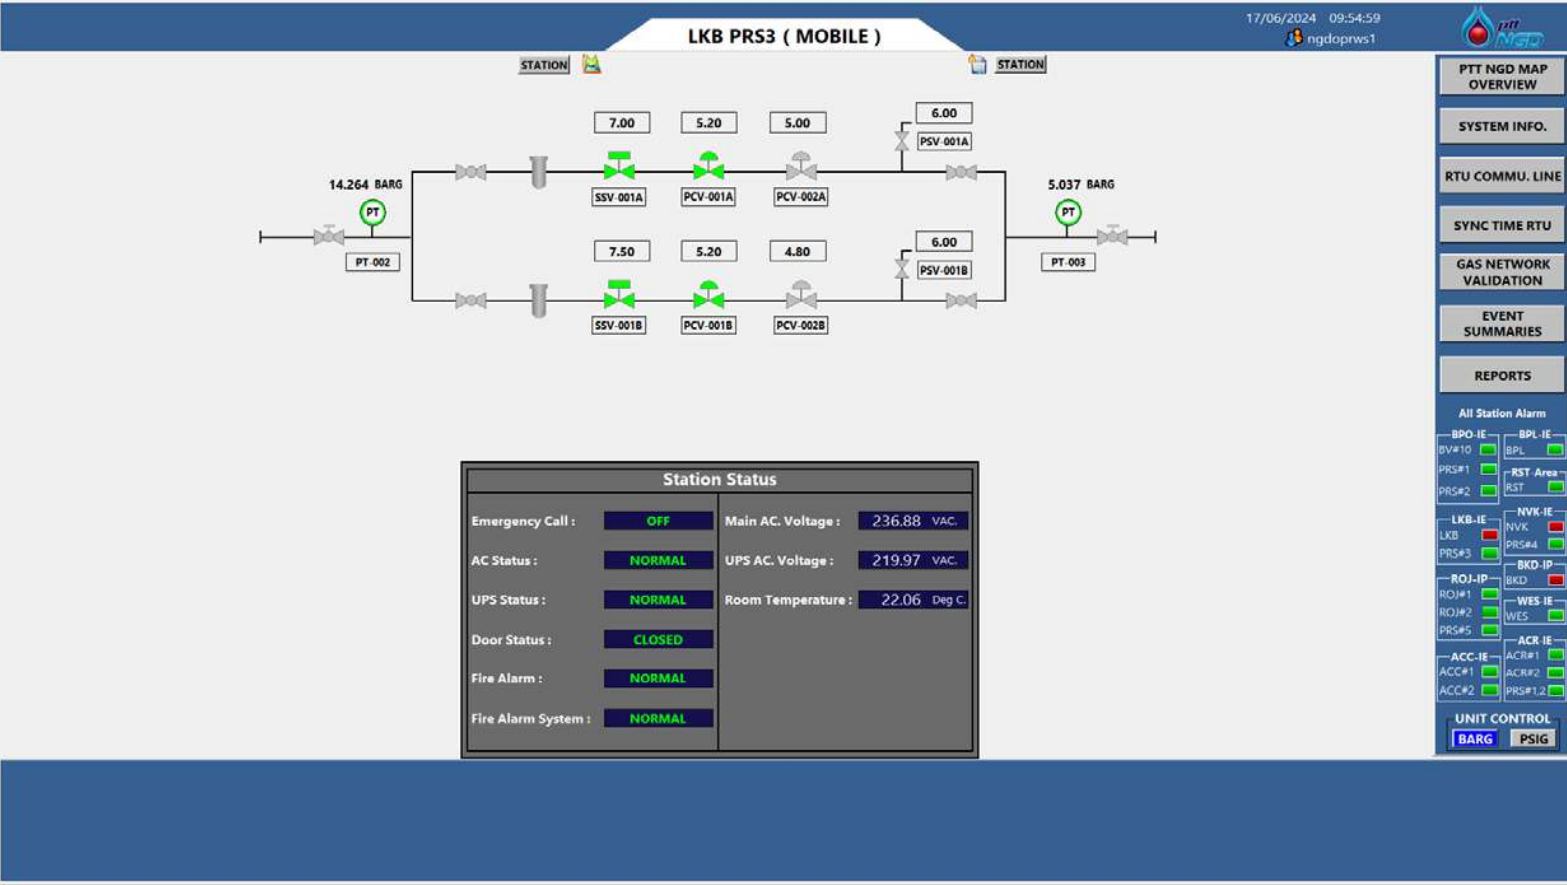 LKB PRS3 ( MOBILE )
17/06/2024 09:54:59
ngdoprws1
ptt
NGD
STATION
STATION
7.00
5.20
5.00
6.00
PSV-001A
14.264 BARG
SSV-001A
PCV-001A
PCV-002A
5.037 BARG
PT
PT
PT-002
7.50
5.20
4.80
6.00
PSV-001B
PT-003
SSV-001B
PCV-001B
PCV-002B
Station Status
Emergency Call : OFF
AC Status : NORMAL
UPS Status : NORMAL
Door Status : CLOSED
Fire Alarm : NORMAL
Fire Alarm System : NORMAL
Main AC. Voltage : 236.88 VAC.
UPS AC. Voltage : 219.97 VAC.
Room Temperature : 22.06 Deg C.
PTT NGD MAP
OVERVIEW
SYSTEM INFO.
RTU COMMU. LINE
SYNC TIME RTU
GAS NETWORK
VALIDATION
EVENT
SUMMARIES
REPORTS
All Station Alarm
BPO-IE
BV#10
PRS#1
PRS#2
BPL-IE
BPL
RST-Area
RST
LKB-IE
LKB
PRS#3
NVK-IE
NVK
PRS#4
BKD-IP
BKD
ROJ-IP
ROJ#1
ROJ#2
PRS#5
WES-IE
WES
ACR-IE
ACR#1
ACR#2
PRS#1,2
ACC-IE
ACC#1
ACC#2
UNIT CONTROL
BARG
PSIG